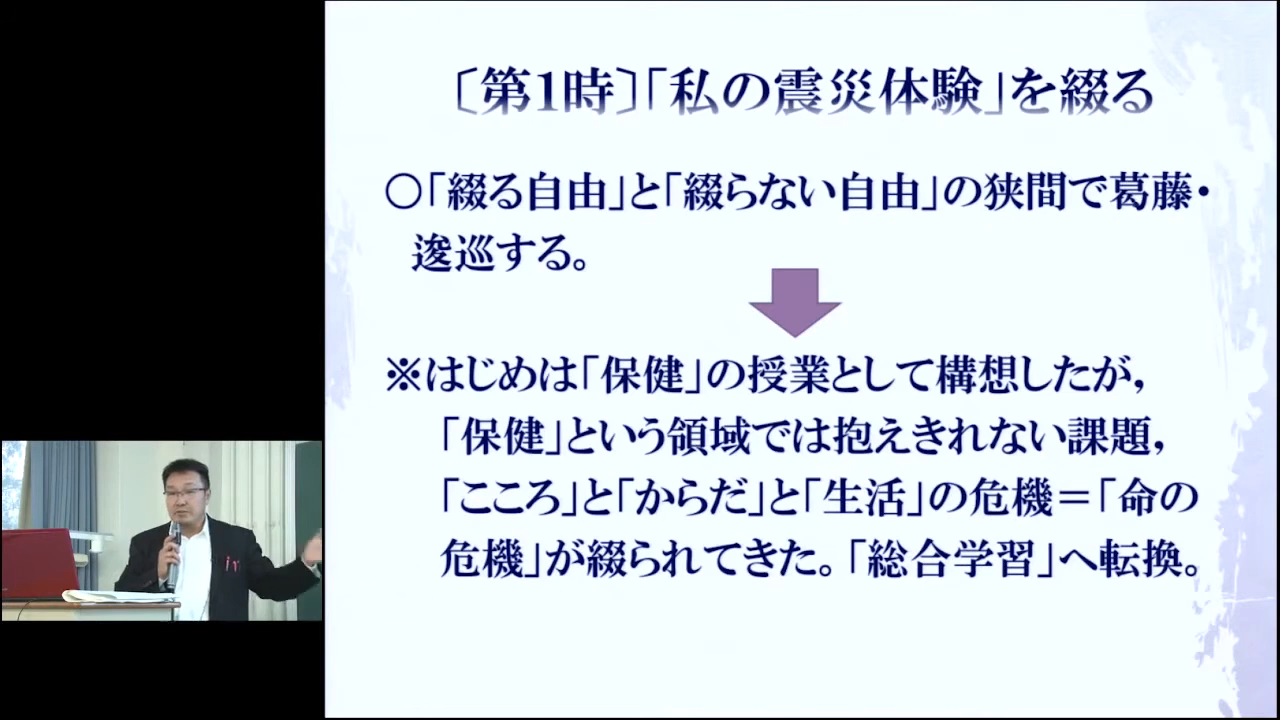 〔第1時〕「私の震災体験」を綴る
○「綴る自由」と「綴らない自由」の狭間で葛藤・
逡巡する。
※はじめは「保健」の授業として構想したが，
「保健」という領域では抱えきれない課題，
「こころ」と「からだ」と「生活」の危機＝「命の
危機」が綴られてきた。「総合学習」へ転換。